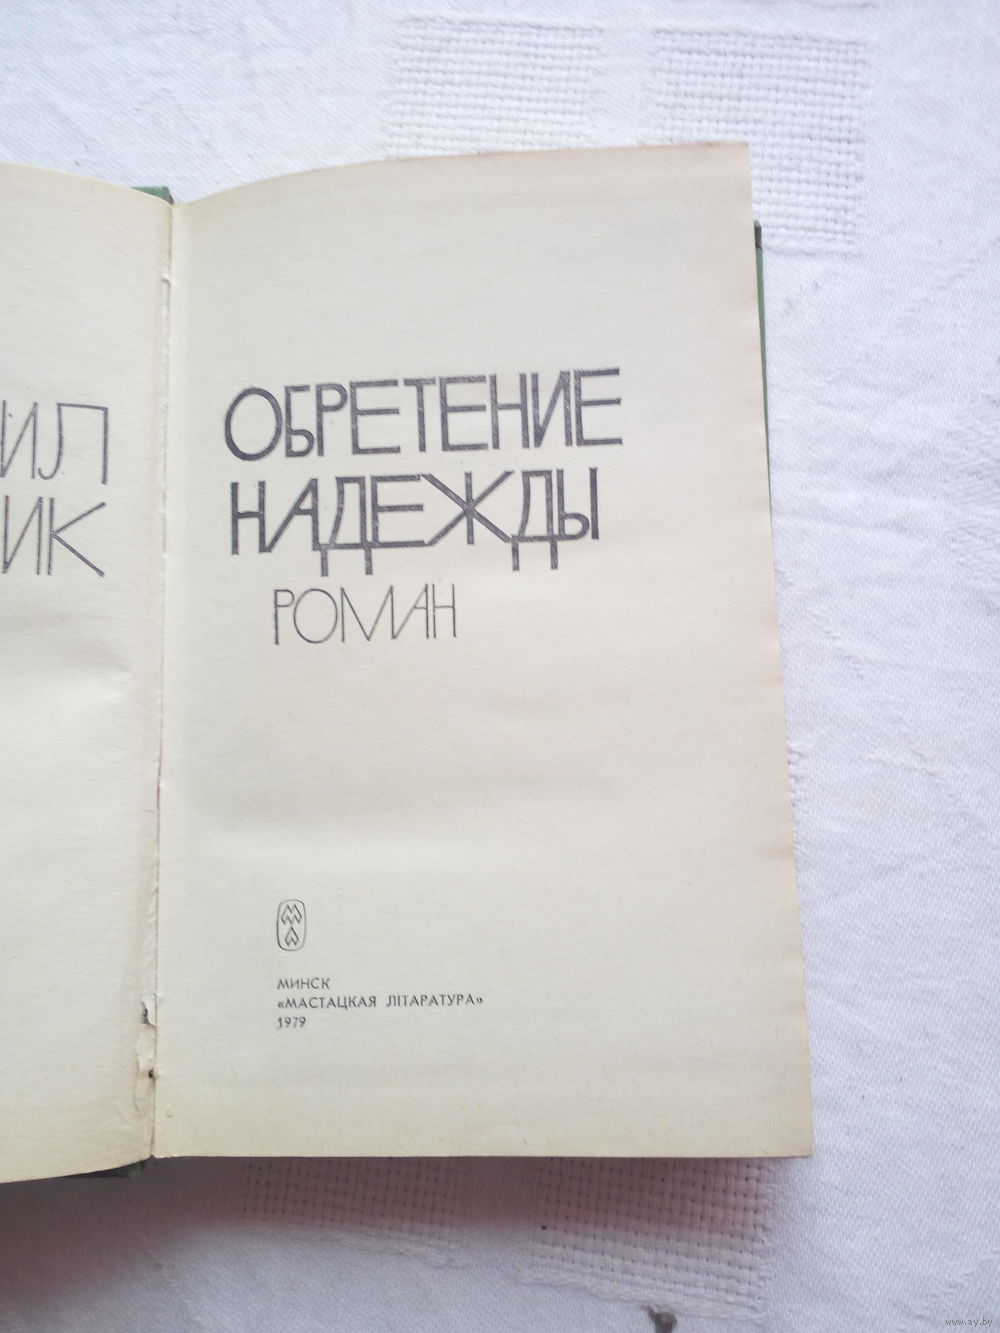 ИЛ
ИК
ОБРЕТЕНИЕ
НАДЕЖДЫ
РОМАН
МИНСК
«МАСТАЦКАЯ ЛІТАРАТУРА»
1979
www.ay.by